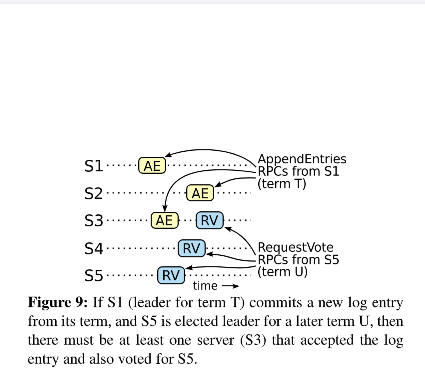 S1 AE
AppendEntries
RPCs from S1
(term T)
S2 AE
S3 AE RV
S4 RV
RequestVote
RPCs from S5
(term U)
S5 RV
time
Figure 9: If S1 (leader for term T) commits a new log entry
from its term, and S5 is elected leader for a later term U, then
there must be at least one server (S3) that accepted the log
entry and also voted for S5.